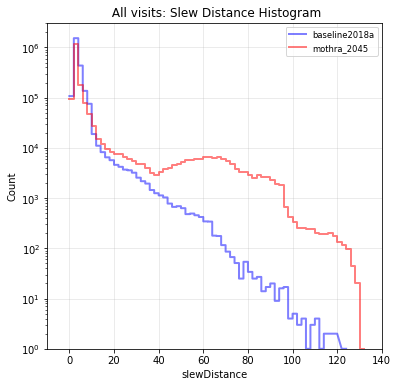 All visits: Slew Distance Histogram
baseline2018a
mothra_2045
Count
10^6
10^5
10^4
10^3
10^2
10^1
10^0
0 20 40 60 80 100 120 140
slewDistance